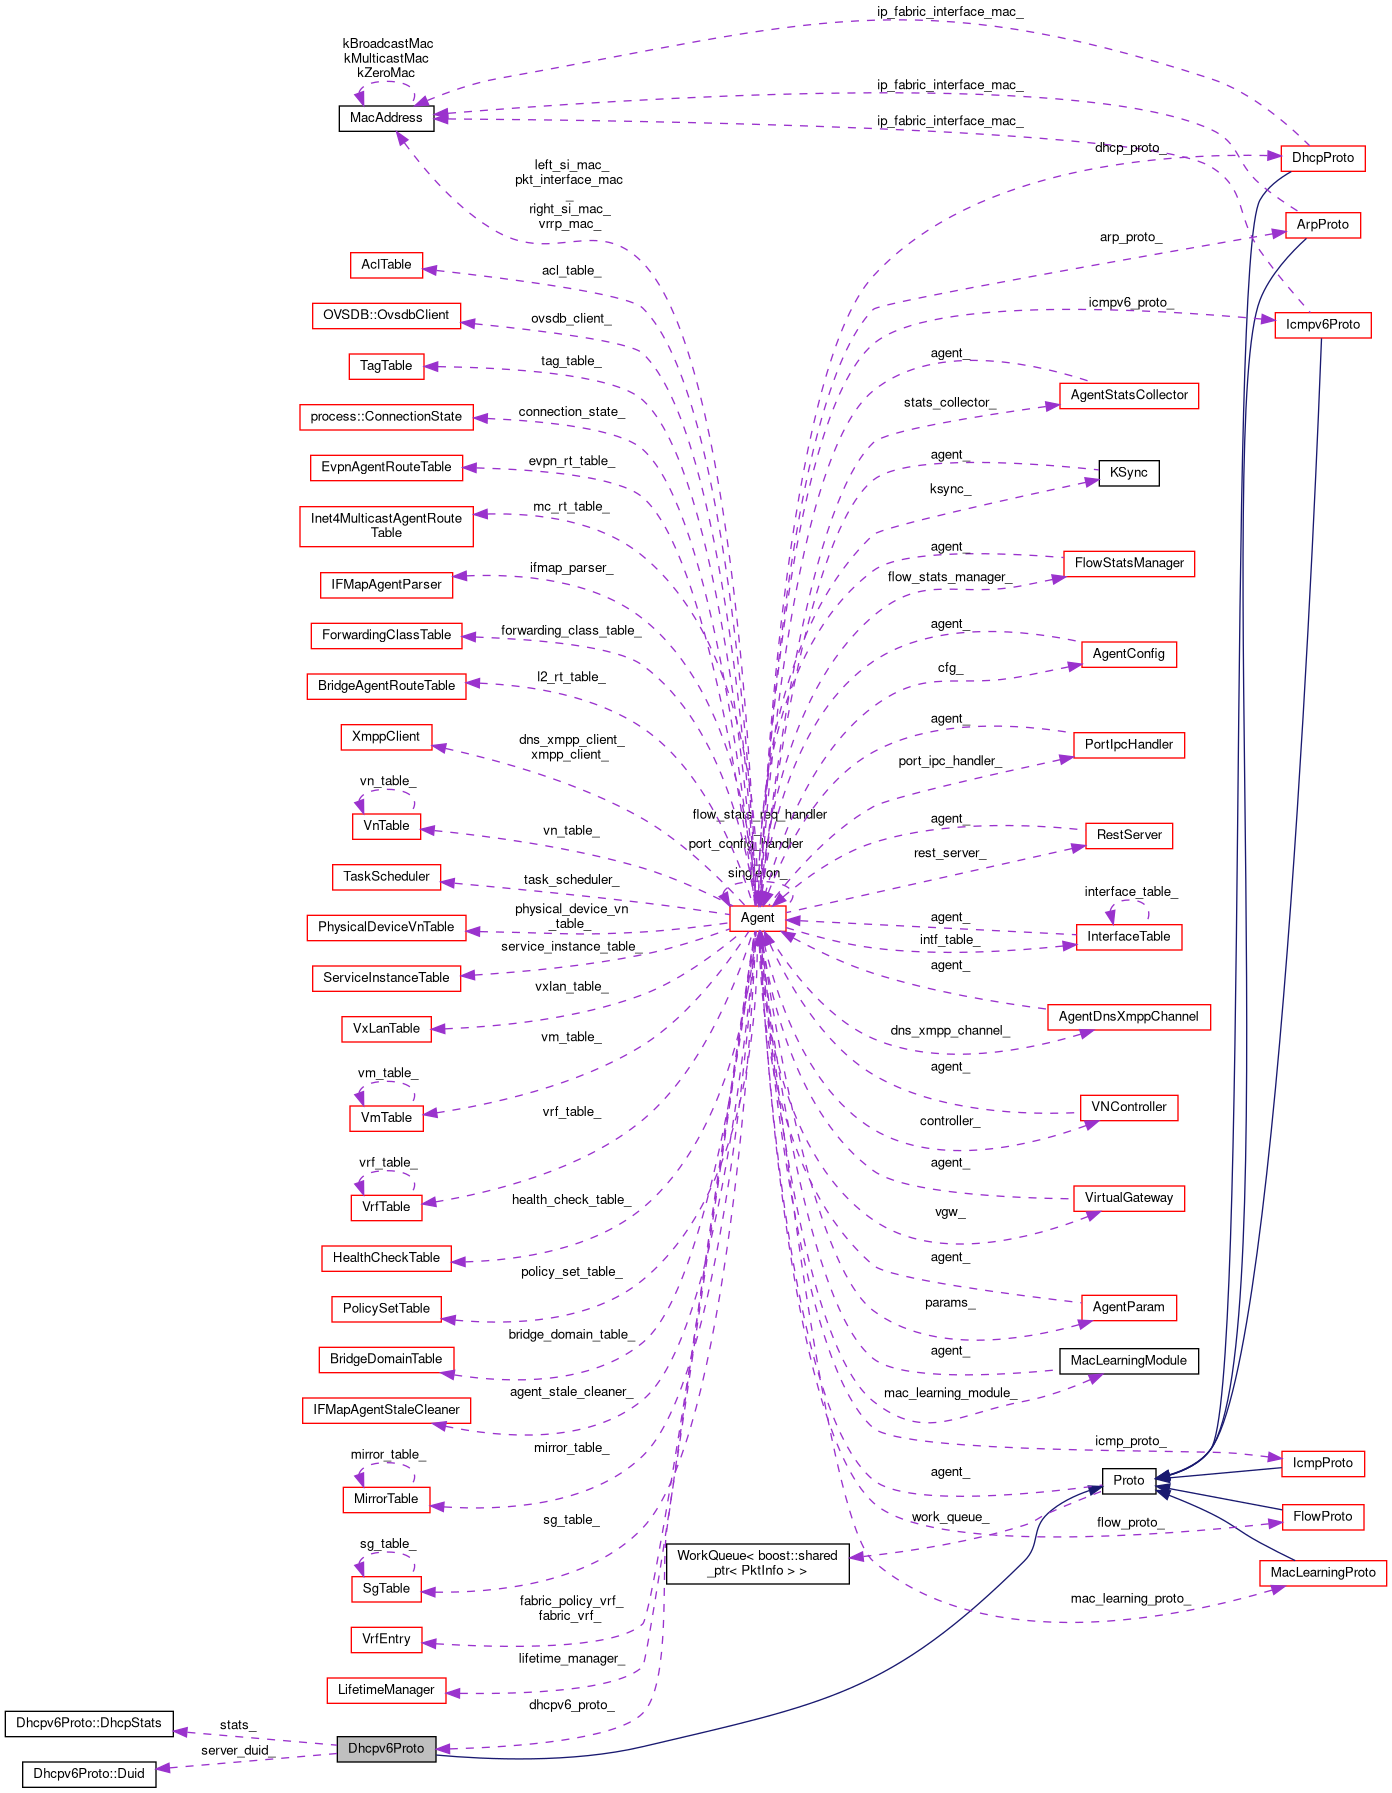 ip_fabric_interface_mac_
kBroadcastMac
kMulticastMac
kZeroMac
ip_fabric_interface_mac_
MacAddress
ip_fabric_interface_mac_
dhcp_proto_
DhcpProto
left_si_mac_
pkt_interface_mac
_
right_si_mac_
vrrp_mac_
ArpProto
arp_proto_
AclTable
acl_table_
icmpv6_proto_
Icmpv6Proto
OVSDB::OvsdbClient
ovsdb_client_
agent_
TagTable
tag_table_
AgentStatsCollector
stats_collector_
process::ConnectionState
connection_state_
agent_
EvpnAgentRouteTable
evpn_rt_table_
KSync
ksync_
mc_rt_table_
Inet4MulticastAgentRoute
Table
agent_
FlowStatsManager
flow_stats_manager_
ifmap_parser_
IFMapAgentParser
agent_
forwarding_class_table_
ForwardingClassTable
AgentConfig
cfg_
l2_rt_table_
BridgeAgentRouteTable
agent_
XmppClient
dns_xmpp_client_
xmpp_client_
PortIpcHandler
port_ipc_handler_
vn_table_
flow_stats_req_handler
_
port_config_handler
_
singleton_
VnTable
vn_table_
agent_
RestServer
rest_server_
TaskScheduler
task_scheduler_
interface_table_
Agent
agent_
PhysicalDeviceVnTable
physical_device_vn
_table_
InterfaceTable
intf_table_
service_instance_table_
ServiceInstanceTable
agent_
vxlan_table_
AgentDnsXmppChannel
VxLanTable
dns_xmpp_channel_
vm_table_
agent_
vm_table_
VmTable
VNController
controller_
vrf_table_
vrf_table_
agent_
VrfTable
health_check_table_
VirtualGateway
vgw_
HealthCheckTable
agent_
policy_set_table_
PolicySetTable
AgentParam
params_
bridge_domain_table_
BridgeDomainTable
agent_
MacLearningModule
agent_stale_cleaner_
mac_learning_module_
IFMapAgentStaleCleaner
icmp_proto_
mirror_table_
mirror_table_
IcmpProto
agent_
Proto
MirrorTable
sg_table_
work_queue_
flow_proto_
FlowProto
sg_table_
WorkQueue< boost::shared
_ptr< PktInfo > >
MacLearningProto
SgTable
fabric_policy_vrf_
fabric_vrf_
mac_learning_proto_
VrfEntry
lifetime_manager_
LifetimeManager
dhcpv6_proto_
Dhcpv6Proto::DhcpStats
stats_
Dhcpv6Proto
server_duid_
Dhcpv6Proto::Duid